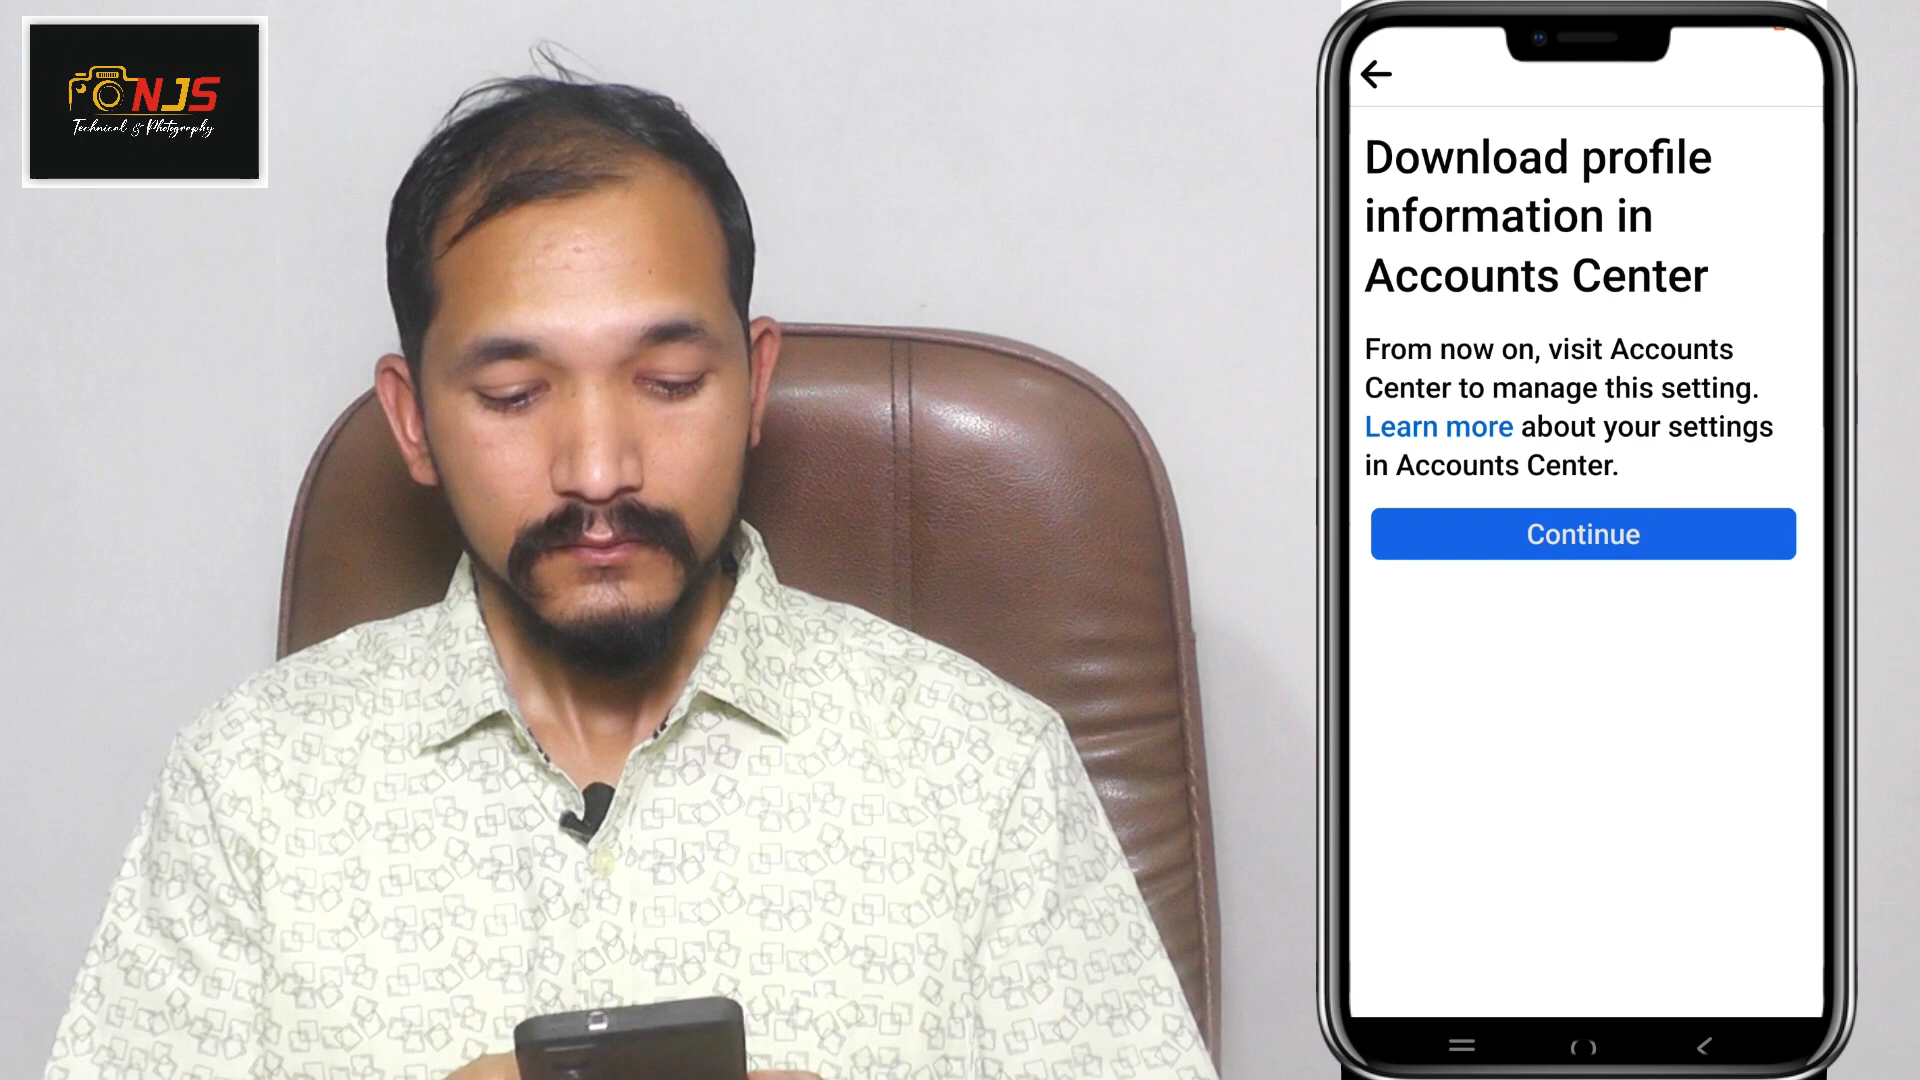 NJS
Technical & Photography
Download profile
information in
Accounts Center
From now on, visit Accounts
Center to manage this setting.
Learn more about your settings
in Accounts Center.
Continue